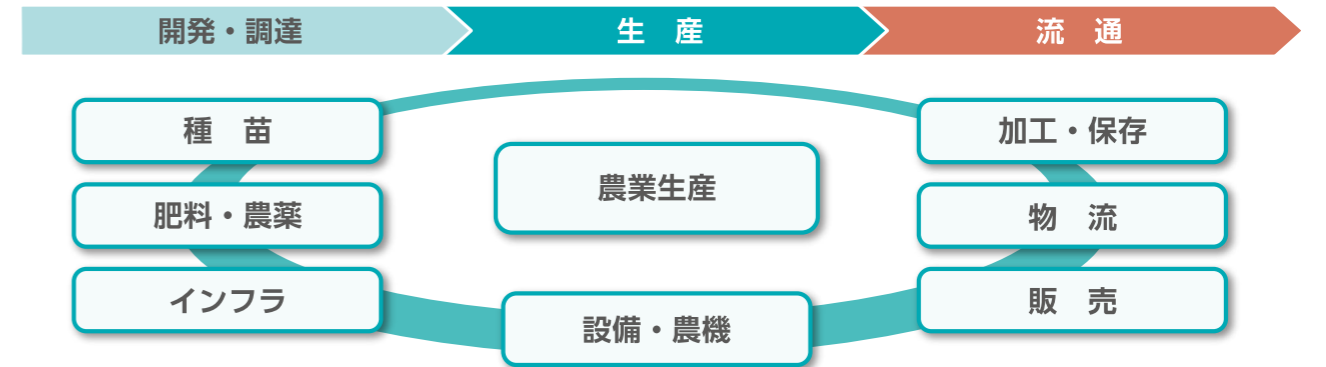 開発・調達
生　産
流　通
種　苗
肥料・農薬
インフラ
農業生産
設備・農機
加工・保存
物　流
販　売